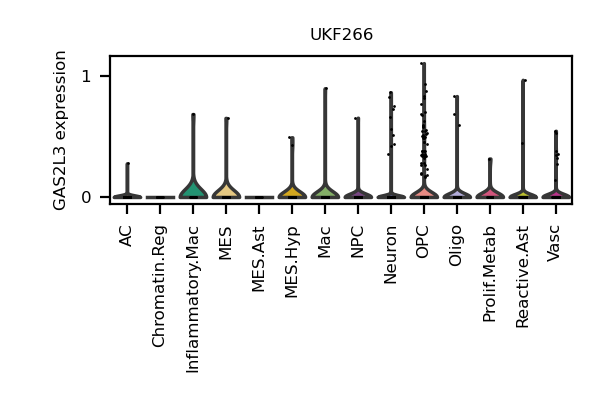 UKF266
GAS2L3 expression
1
0
AC
Chromatin.Reg
Inflammatory.Mac
MES
MES.Ast
MES.Hyp
Mac
NPC
Neuron
OPC
Oligo
Prolif.Metab
Reactive.Ast
Vasc